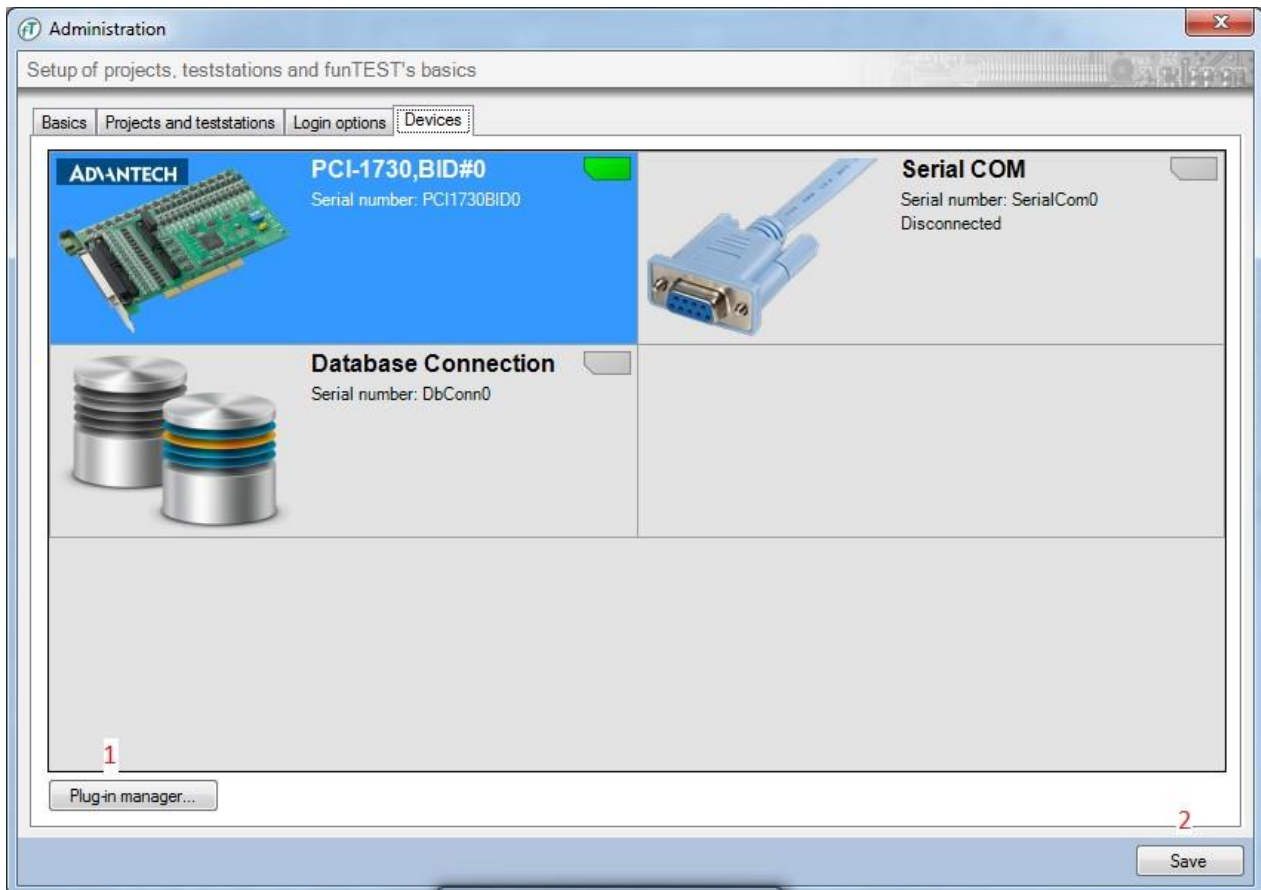 Administration
Setup of projects, teststations and funTEST's basics
Basics Projects and teststations Login options Devices
ADVANTECH
PCI-1730,BID#0
Serial number: PCI1730BID0
Serial COM
Serial number: SerialCom0
Disconnected
Database Connection
Serial number: DbConn0
1
Plug-in manager...
2
Save